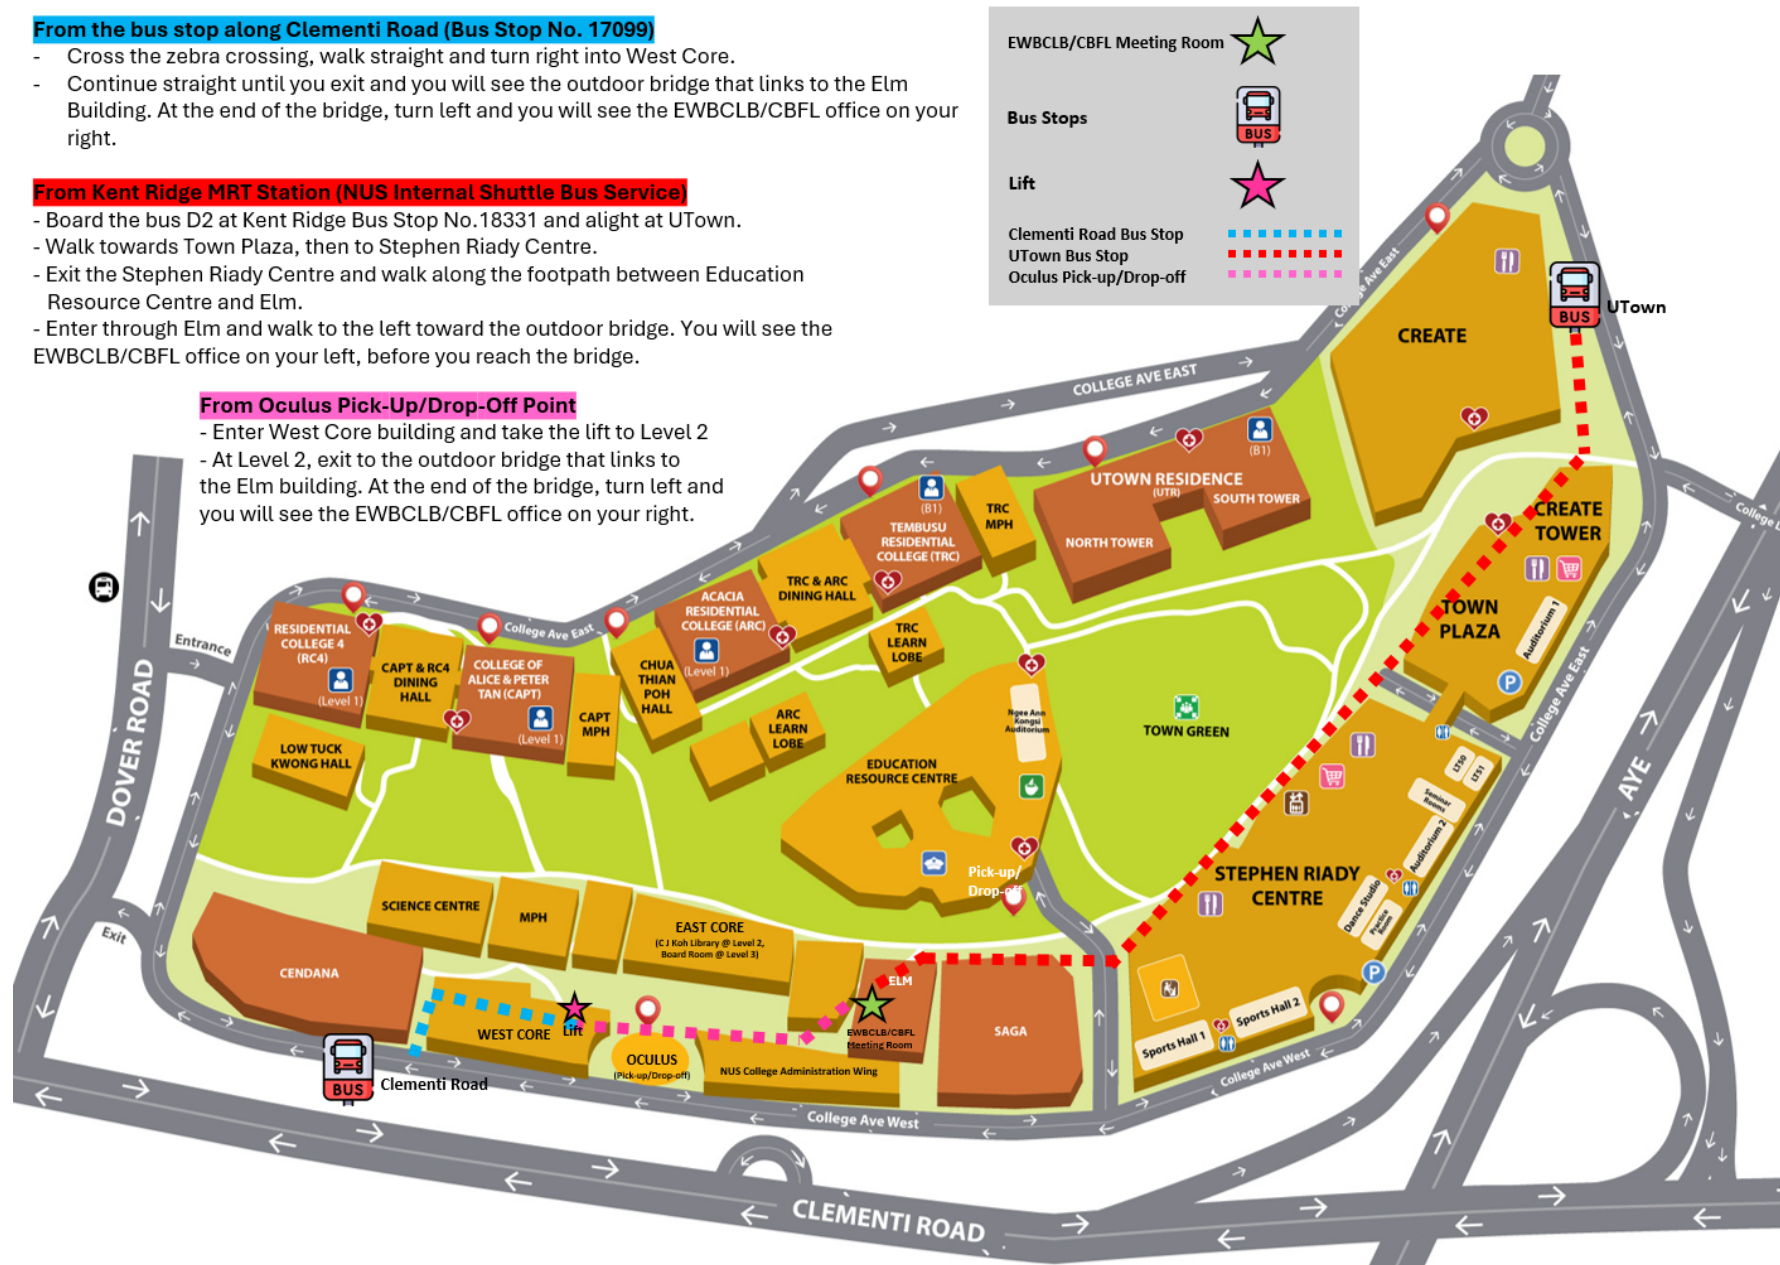 From the bus stop along Clementi Road (Bus Stop No. 17099)
- Cross the zebra crossing, walk straight and turn right into West Core.
- Continue straight until you exit and you will see the outdoor bridge that links to the Elm
Building. At the end of the bridge, turn left and you will see the EWBCLB/CBFL office on your
right.
From Kent Ridge MRT Station (NUS Internal Shuttle Bus Service)
- Board the bus D2 at Kent Ridge Bus Stop No.18331 and alight at UTown.
- Walk towards Town Plaza, then to Stephen Riady Centre.
- Exit the Stephen Riady Centre and walk along the footpath between Education
Resource Centre and Elm.
- Enter through Elm and walk to the left toward the outdoor bridge. You will see the
EWBCLB/CBFL office on your left, before you reach the bridge.
From Oculus Pick-Up/Drop-Off Point
- Enter West Core building and take the lift to Level 2
- At Level 2, exit to the outdoor bridge that links to
the Elm building. At the end of the bridge, turn left and
you will see the EWBCLB/CBFL office on your right.
EWBCLB/CBFL Meeting Room
Bus Stops
BUS
Lift
Clementi Road Bus Stop
UTown Bus Stop
Oculus Pick-up/Drop-off
College Ave East
BUS
UTown
CREATE
COLLEGE AVE EAST
(B1)
UTOWN RESIDENCE
(UTR)
SOUTH TOWER
NORTH TOWER
(B1)
TEMBUSU
RESIDENTIAL
COLLEGE (TRC)
TRC
MPH
CREATE
TOWER
College L
TRC & ARC
DINING HALL
ACACIA
RESIDENTIAL
COLLEGE (ARC)
(Level 1)
TOWN
PLAZA
Auditorium 1
P
College Ave East
TRC
LEARN
LOBE
CHUA
THIAN
POH
HALL
College Ave East
RESIDENTIAL
COLLEGE 4
(RC4)
(Level 1)
CAPT & RC4
DINING
HALL
COLLEGE OF
ALICE & PETER
TAN (CAPT)
(Level 1)
CAPT
MPH
Entrance
DOVER ROAD
LOW TUCK
KWONG HALL
ARC
LEARN
LOBE
Ngee Ann
Kongsi
Auditorium
EDUCATION
RESOURCE CENTRE
TOWN GREEN
LT50
LT51
Seminar
Rooms
Auditorium 2
AYE
STEPHEN RIADY
CENTRE
Dance Studio
Practice
Room
P
Pick-up/
Drop-off
SCIENCE CENTRE
MPH
EAST CORE
(C J Koh Library @ Level 2,
Board Room @ Level 3)
Exit
CENDANA
ELM
WEST CORE
Lift
EWBCLB/CBFL
Meeting Room
SAGA
Sports Hall 1
Sports Hall 2
OCULUS
(Pick-up/Drop-off)
NUS College Administration Wing
BUS
Clementi Road
College Ave West
College Ave West
CLEMENTI ROAD